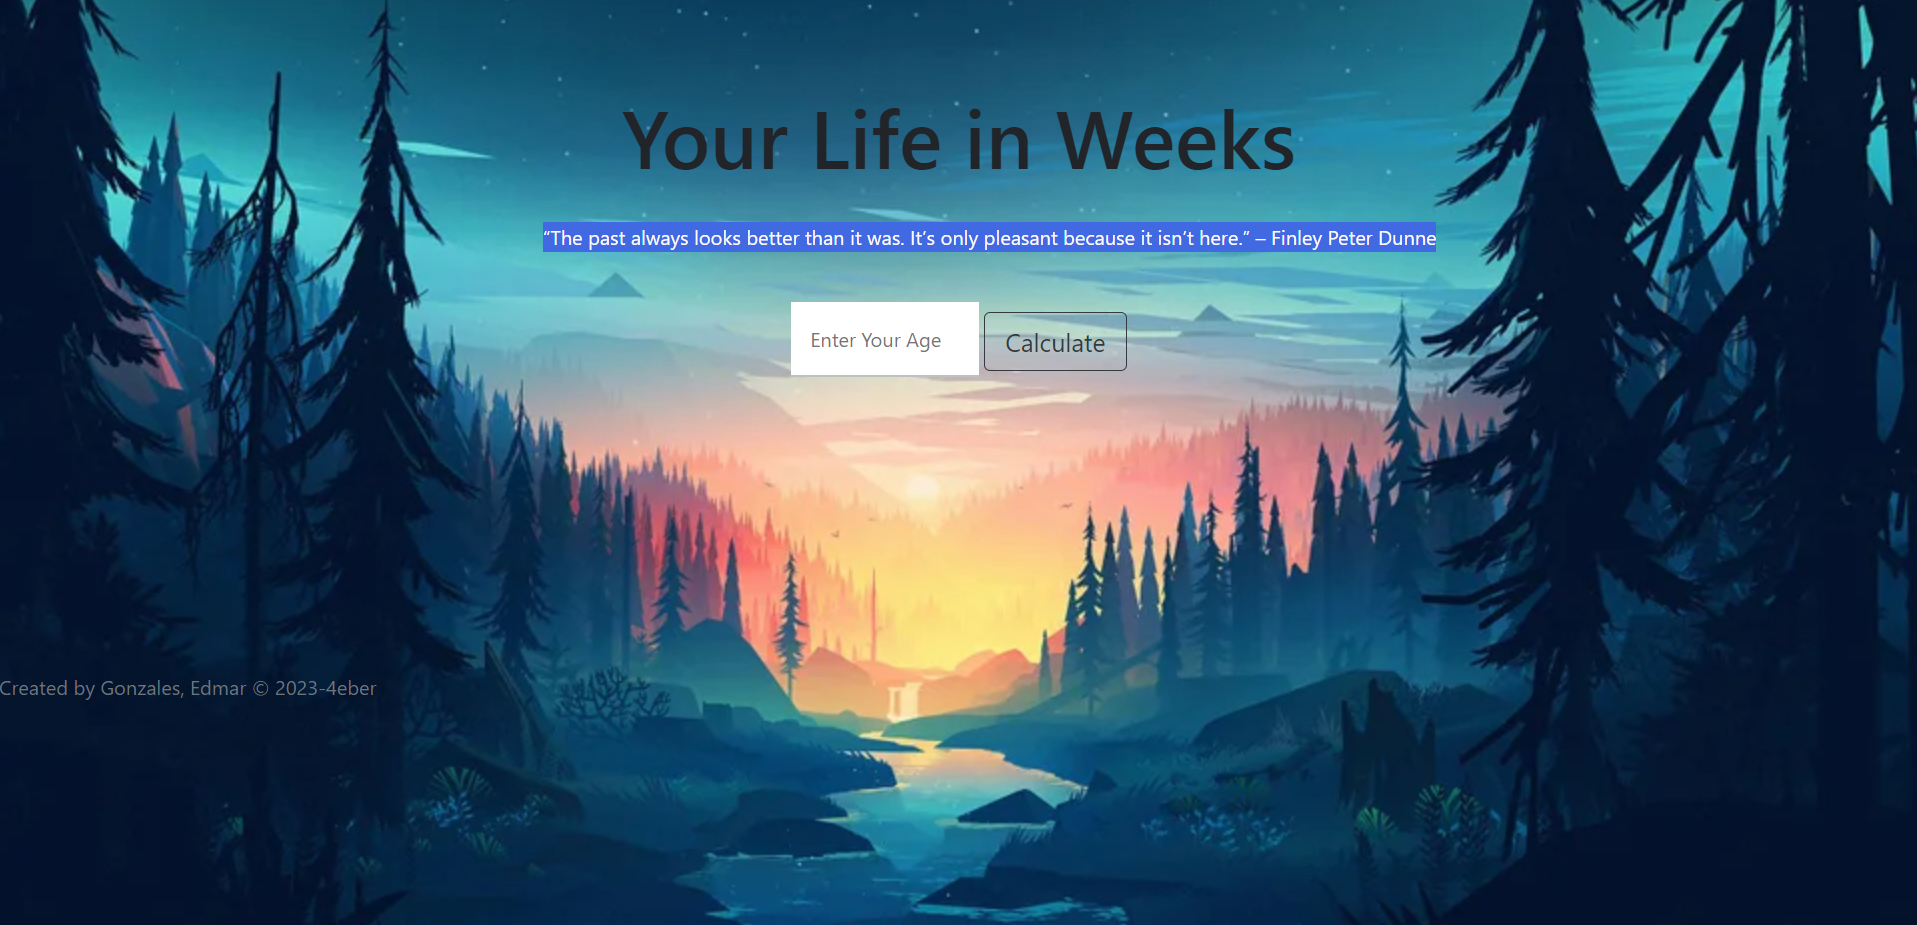 Your Life in Weeks
“The past always looks better than it was. It’s only pleasant because it isn’t here.” – Finley Peter Dunne
Enter Your Age
Calculate
Created by Gonzales, Edmar © 2023-4eber